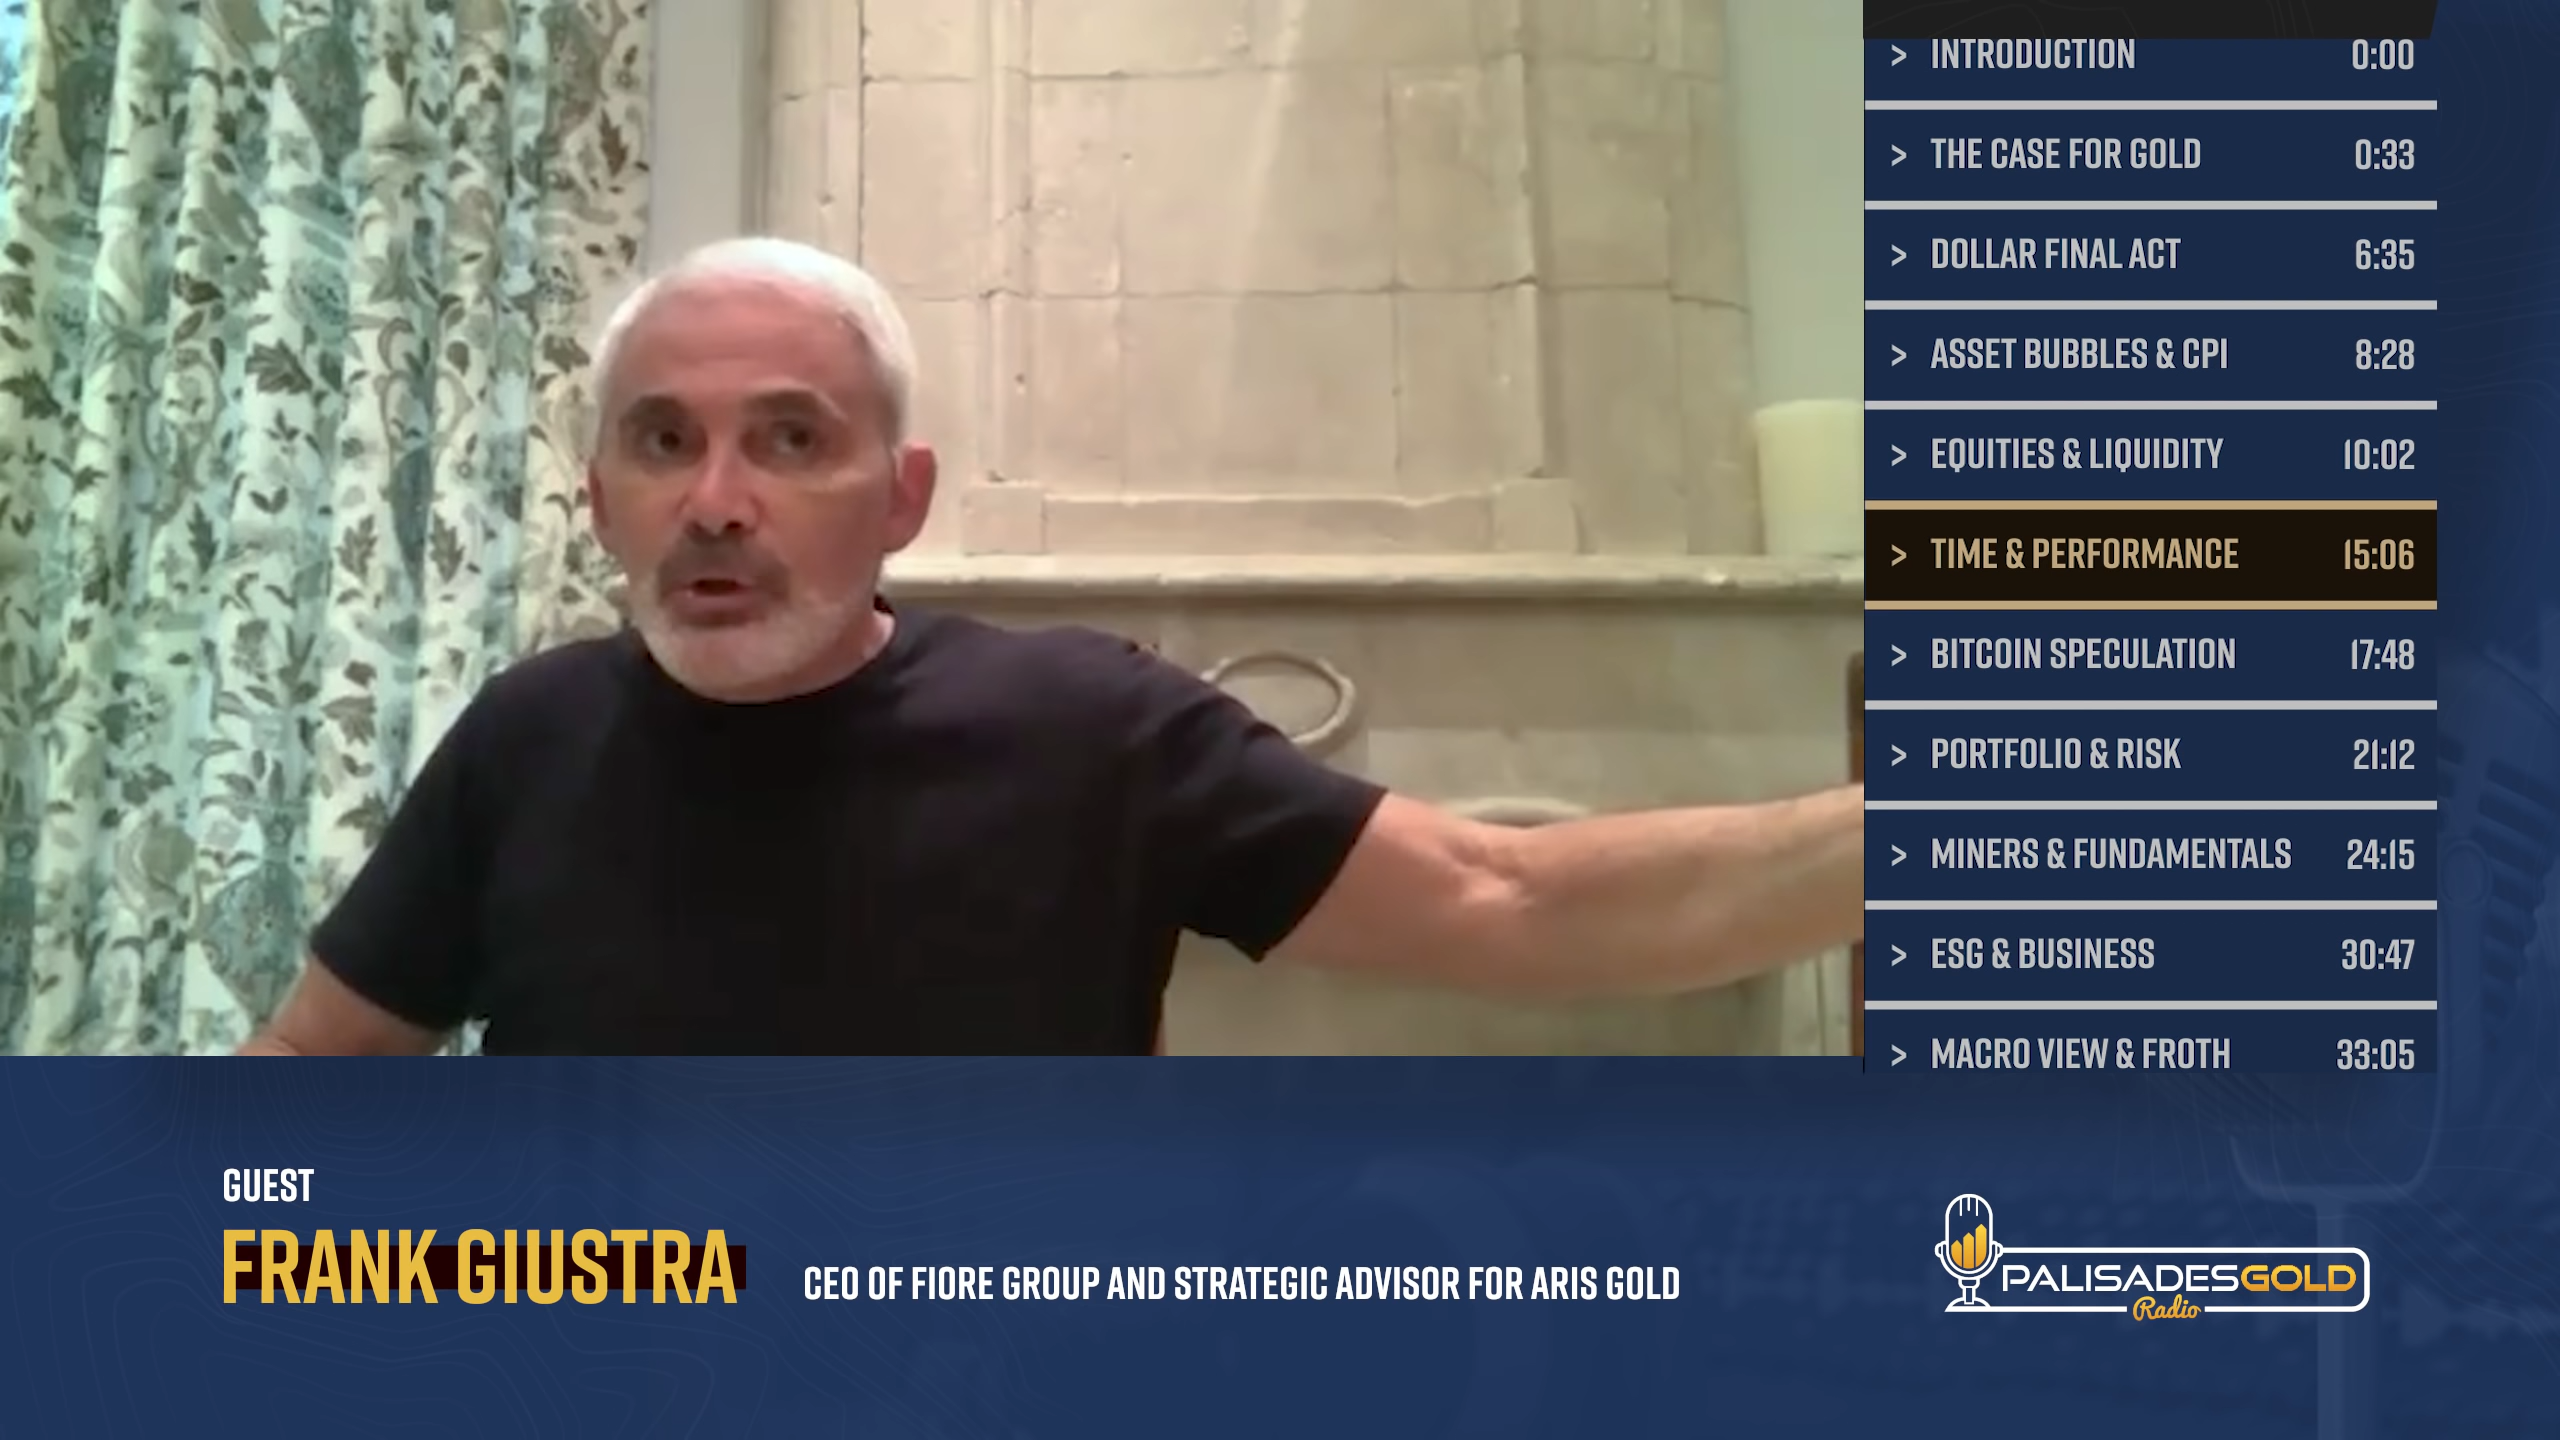 > INTRODUCTION 0:00
> THE CASE FOR GOLD 0:33
> DOLLAR FINAL ACT 6:35
> ASSET BUBBLES & CPI 8:28
> EQUITIES & LIQUIDITY 10:02
> TIME & PERFORMANCE 15:06
> BITCOIN SPECULATION 17:48
> PORTFOLIO & RISK 21:12
> MINERS & FUNDAMENTALS 24:15
> ESG & BUSINESS 30:47
> MACRO VIEW & FROTH 33:05
GUEST
FRANK GIUSTRA
CEO OF FIORE GROUP AND STRATEGIC ADVISOR FOR ARIS GOLD
PALISADESGOLD
Radio